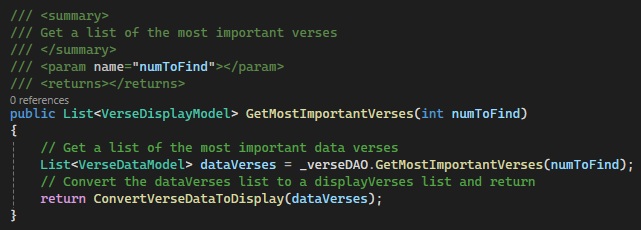 /// <summary>
/// Get a list of the most important verses
/// </summary>
/// <param name="numToFind"></param>
/// <returns></returns>
0 references
public List<VerseDisplayModel> GetMostImportantVerses(int numToFind)
{
    // Get a list of the most important data verses
    List<VerseDataModel> dataVerses = _verseDAO.GetMostImportantVerses(numToFind);
    // Convert the dataVerses list to a displayVerses list and return
    return ConvertVerseDataToDisplay(dataVerses);
}